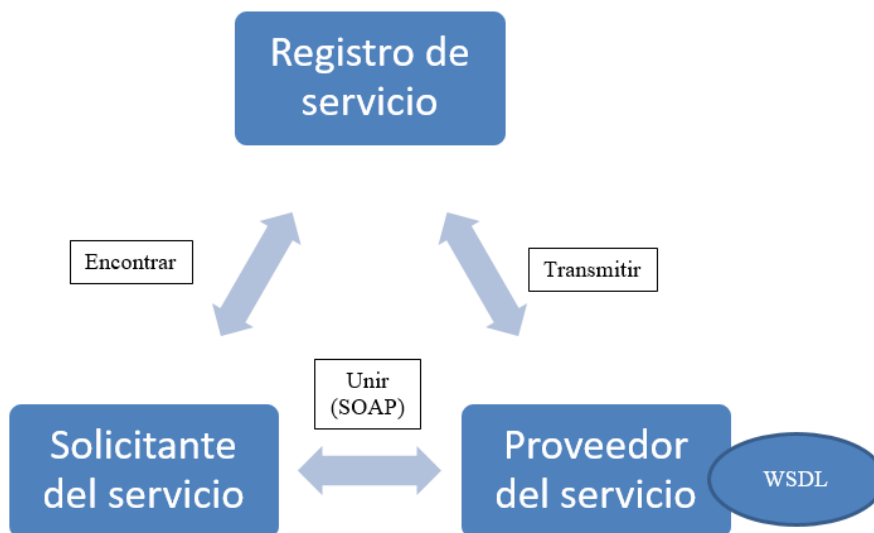 Registro de
servicio
Encontrar
Transmitir
Unir
(SOAP)
Solicitante
del servicio
Proveedor
del servicio
WSDL